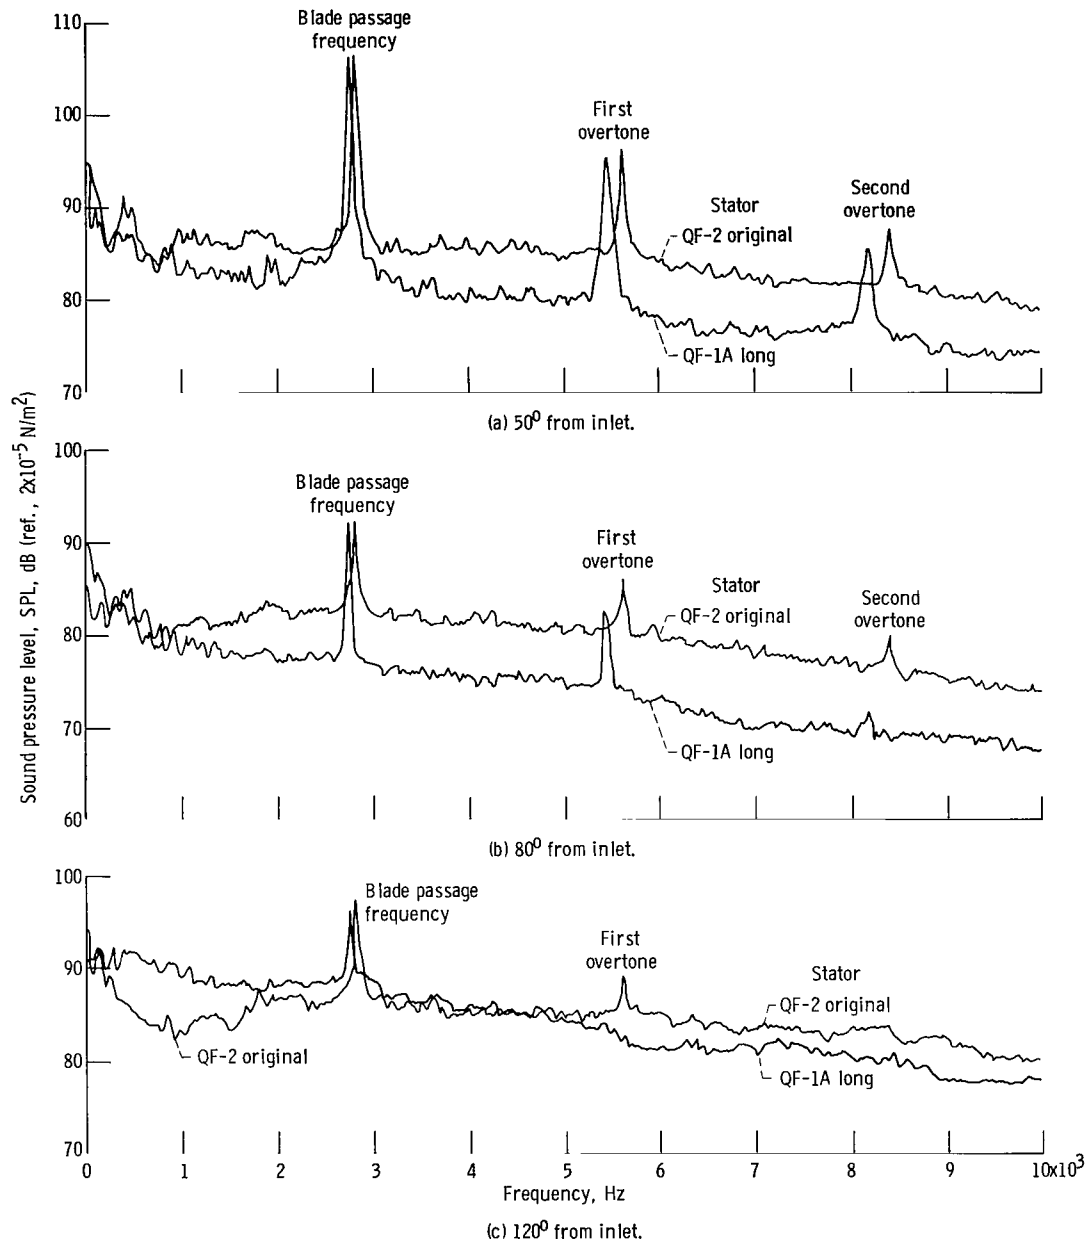 110
100
90
80
70
Blade passage
frequency
First
overtone
Second
overtone
Stator
QF-2 original
QF-1A long
(a) 50⁰ from inlet.
Sound pressure level, SPL, dB (ref., 2x10⁻⁵ N/m²)
100
90
80
70
60
Blade passage
frequency
First
overtone
Second
overtone
Stator
QF-2 original
QF-1A long
(b) 80⁰ from inlet.
100
90
80
70
Blade passage
frequency
First
overtone
Stator
QF-2 original
QF-2 original
QF-1A long
0 1 2 3 4 5 6 7 8 9 10x10³
Frequency, Hz
(c) 120⁰ from inlet.